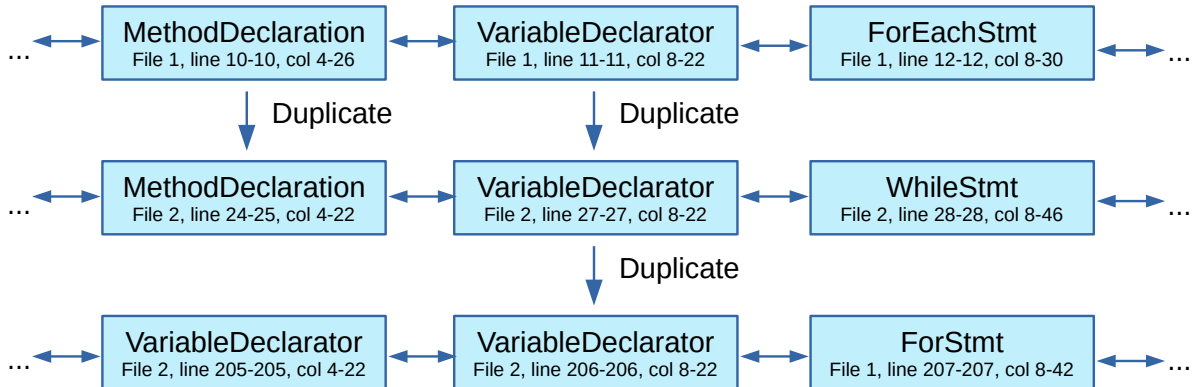 MethodDeclaration VariableDeclarator ForEachStmt
... File 1, line 10-10, col 4-26 File 1, line 11-11, col 8-22 File 1, line 12-12, col 8-30 ...
Duplicate Duplicate
MethodDeclaration VariableDeclarator WhileStmt
... File 2, line 24-25, col 4-22 File 2, line 27-27, col 8-22 File 2, line 28-28, col 8-46 ...
Duplicate
VariableDeclarator VariableDeclarator ForStmt
... File 2, line 205-205, col 4-22 File 2, line 206-206, col 8-22 File 1, line 207-207, col 8-42 ...